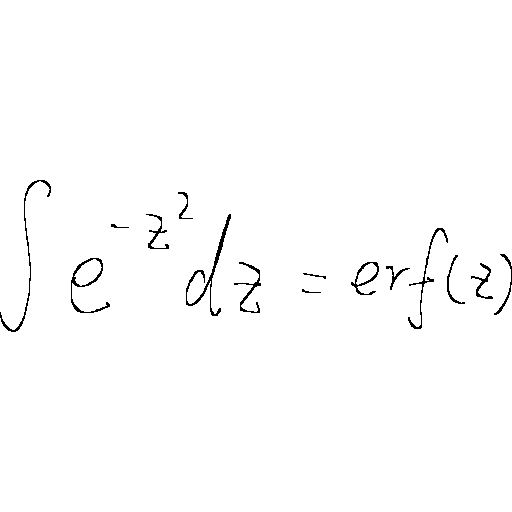 ∫ e^{-z^2} dz = erf(z)